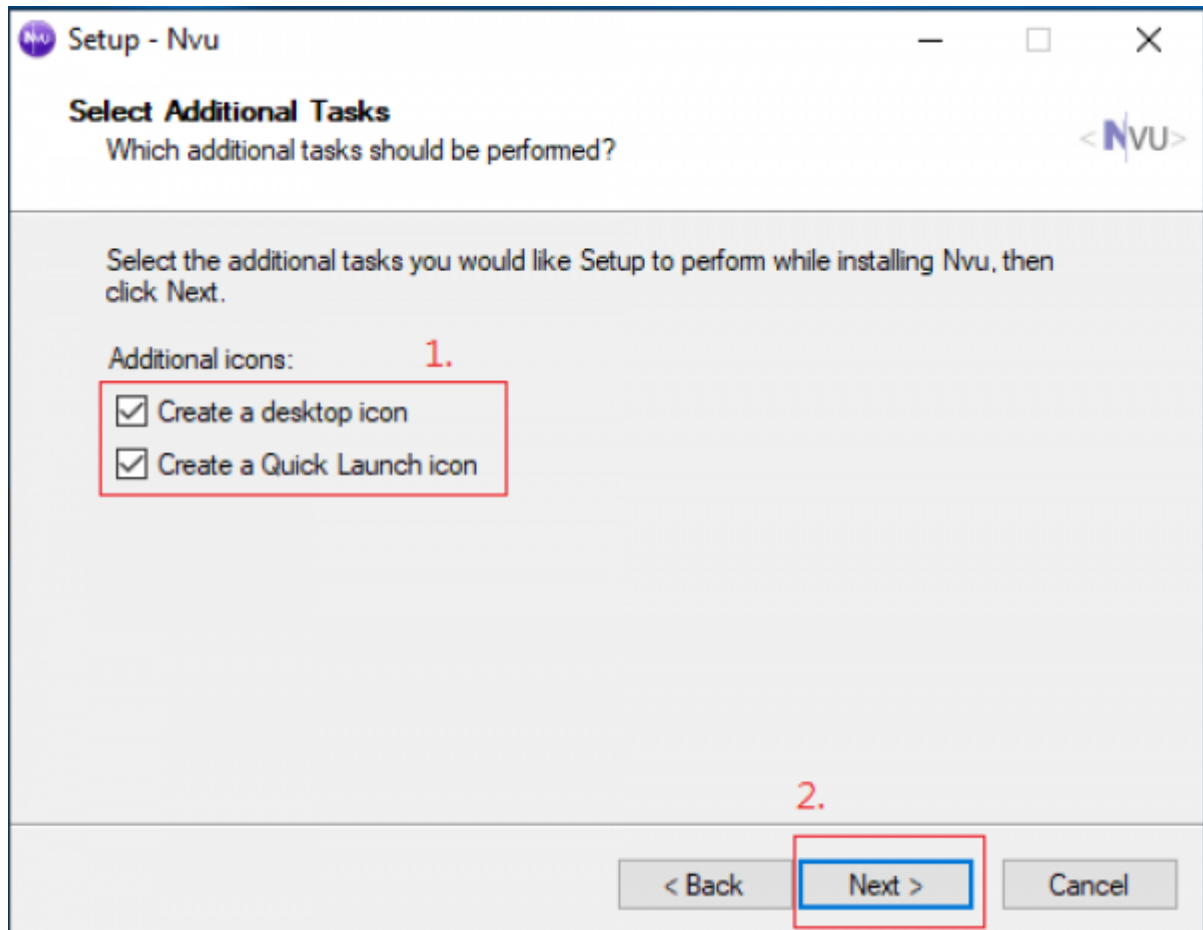 Nvu Setup - Nvu
Select Additional Tasks
Which additional tasks should be performed?
<NVU>
Select the additional tasks you would like Setup to perform while installing Nvu, then
click Next.
Additional icons:
1.
Create a desktop icon
Create a Quick Launch icon
2.
< Back
Next >
Cancel